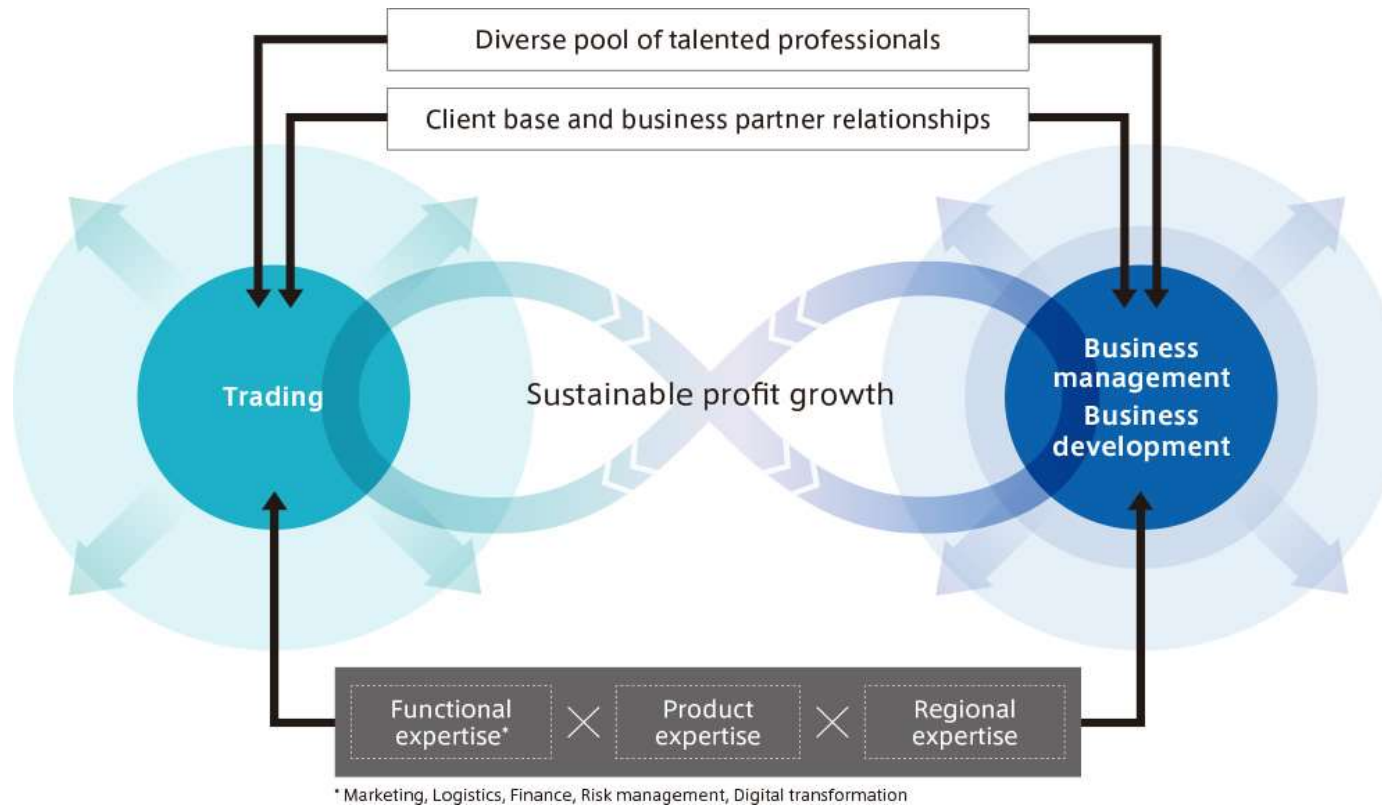 Diverse pool of talented professionals
Client base and business partner relationships
Trading
Sustainable profit growth
Business
management
Business
development
Functional
expertise*
×
Product
expertise
×
Regional
expertise
* Marketing, Logistics, Finance, Risk management, Digital transformation